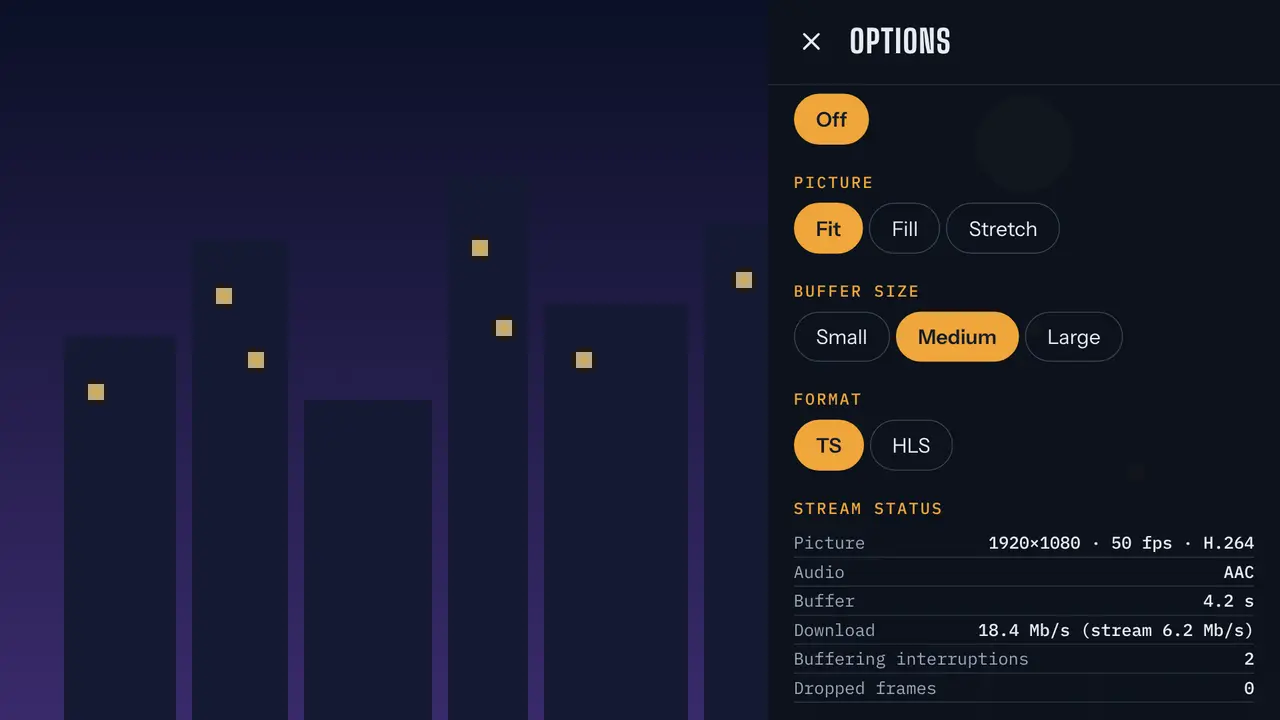 OPTIONS
Off
PICTURE
Fit Fill Stretch
BUFFER SIZE
Small Medium Large
FORMAT
TS HLS
STREAM STATUS
Picture 1920×1080 · 50 fps · H.264
Audio AAC
Buffer 4.2 s
Download 18.4 Mb/s (stream 6.2 Mb/s)
Buffering interruptions 2
Dropped frames 0